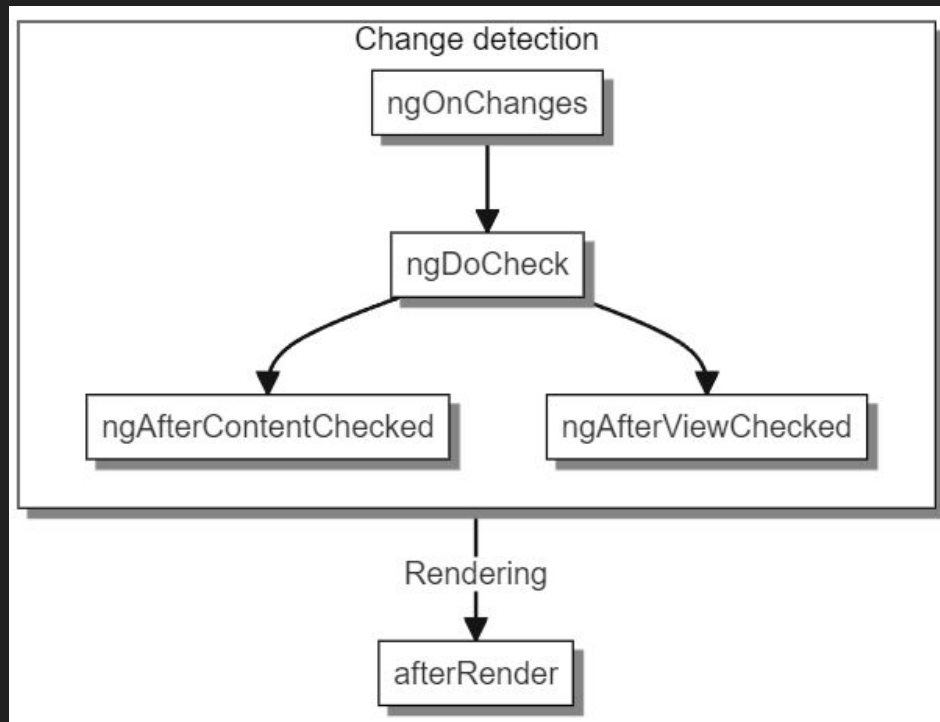 Change detection
ngOnChanges
ngDoCheck
ngAfterContentChecked
ngAfterViewChecked
Rendering
afterRender